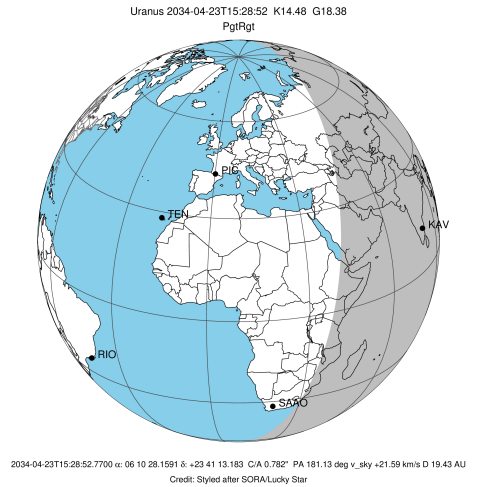 Uranus 2034-04-23T15:28:52 K14.48 G18.38
PgtRgt
PIC
TEN
KAV
RIO
SAAO
2034-04-23T15:28:52.7700 α: 06 10 28.1591 δ: +23 41 13.183 C/A 0.782" PA 181.13 deg v_sky +21.59 km/s D 19.43 AU
Credit: Styled after SORA/Lucky Star